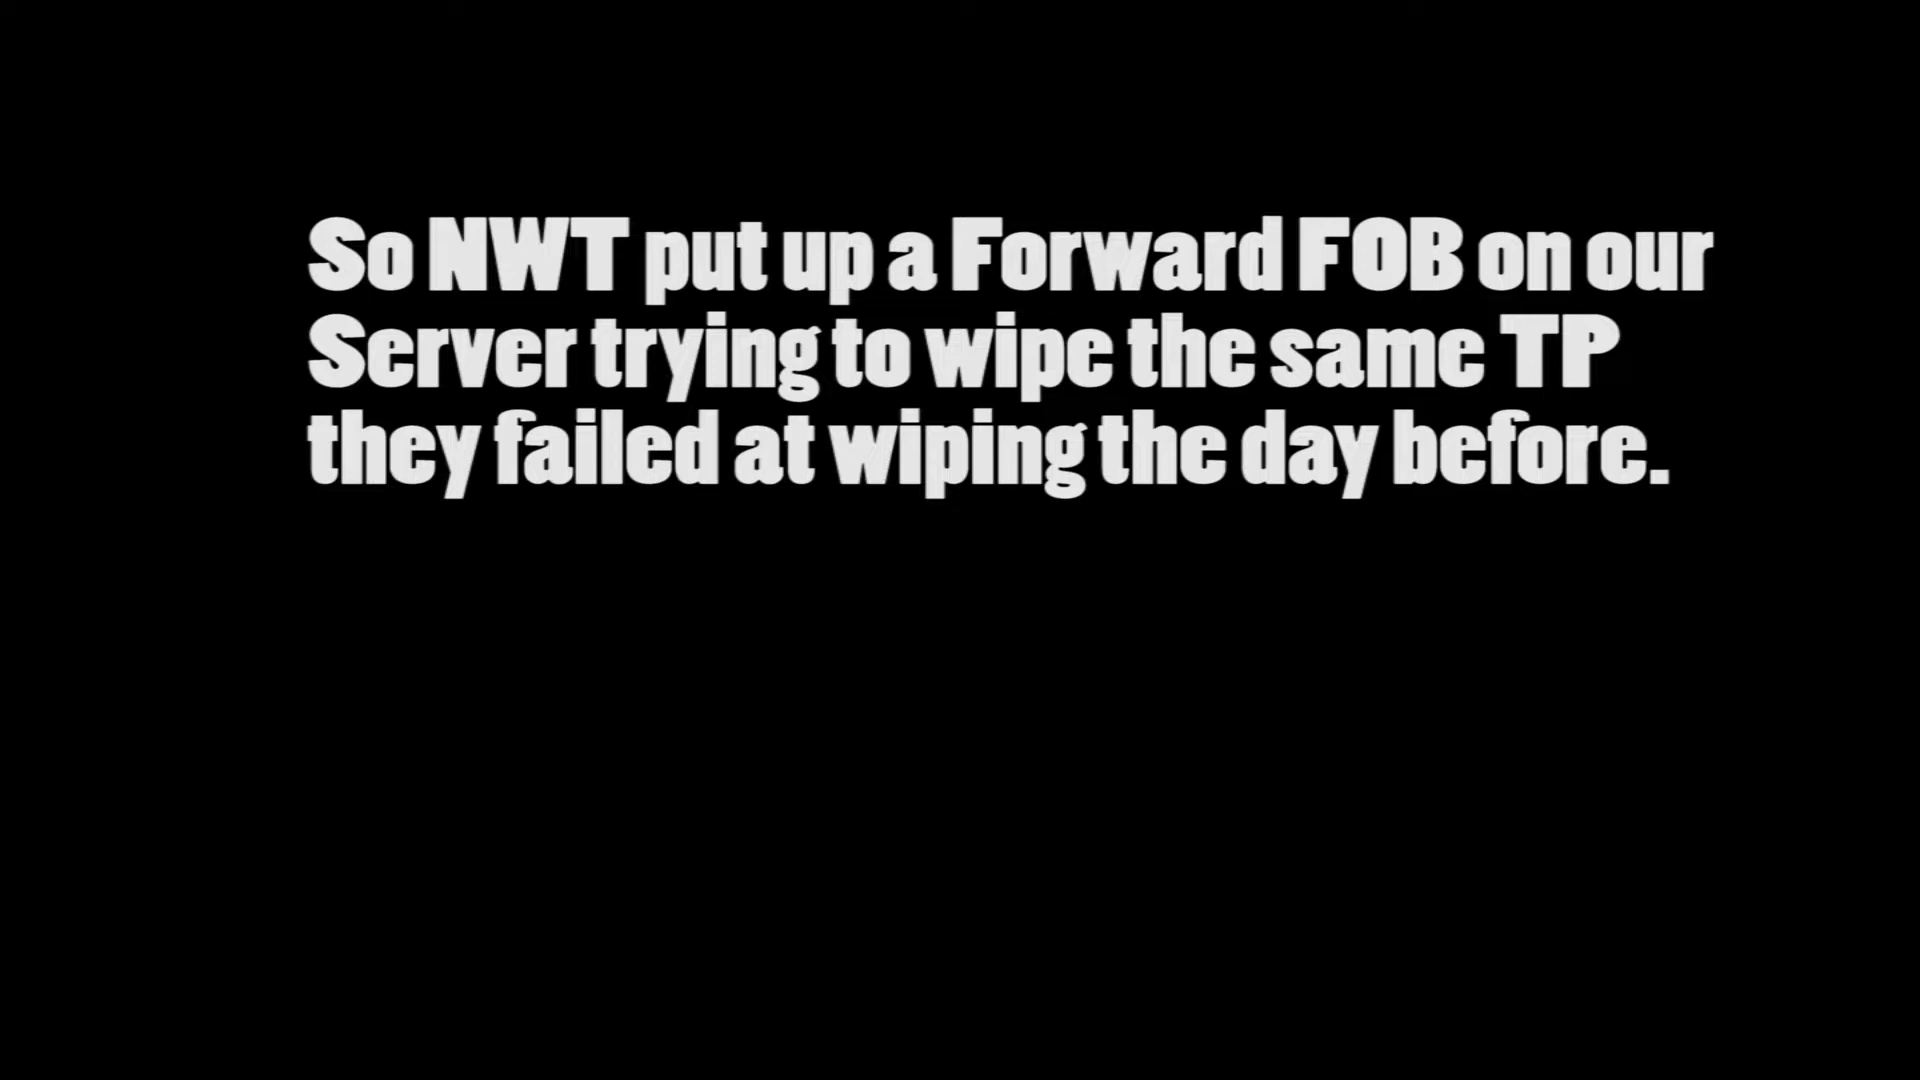 So NWT put up a Forward FOB on our
Server trying to wipe the same TP
they failed at wiping the day before.